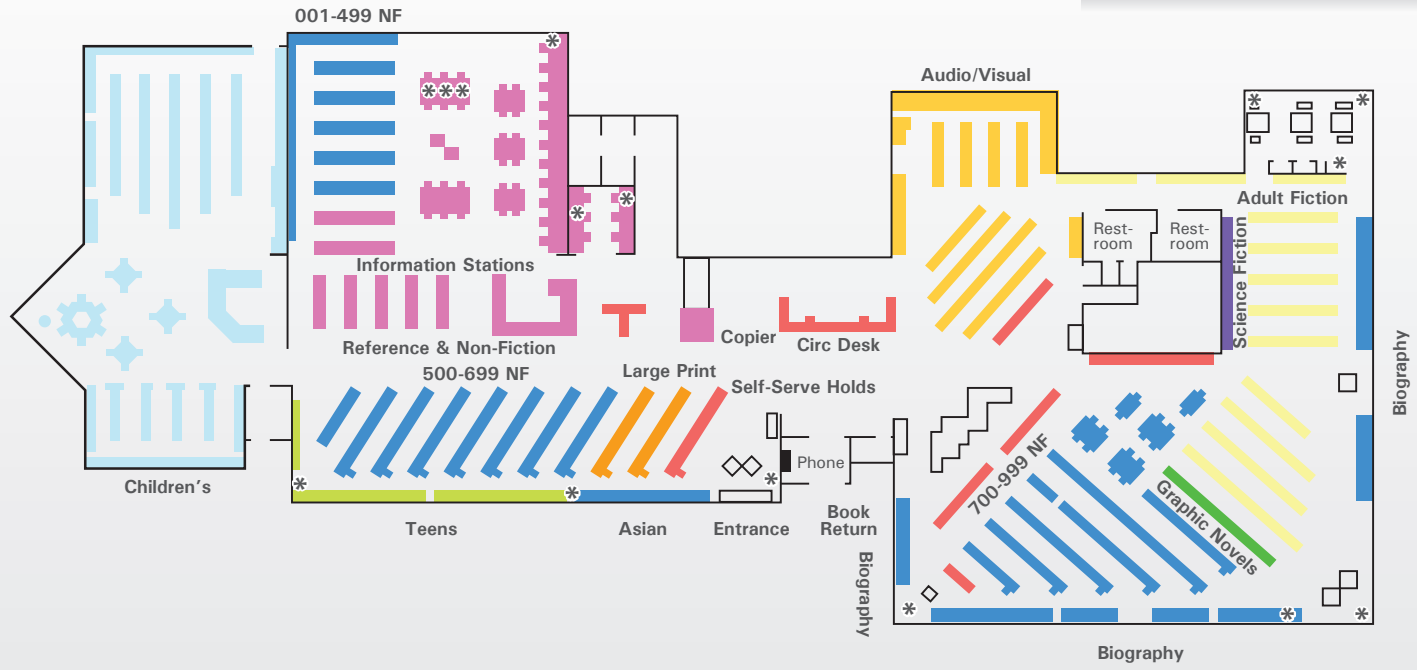 001-499 NF
Audio/Visual
Adult Fiction
Rest-
room
Rest-
room
Science Fiction
Information Stations
Copier
Circ Desk
Reference & Non-Fiction
500-699 NF
Large Print
Self-Serve Holds
Biography
Phone
700-999 NF
Graphic Novels
Children's
Teens
Asian
Entrance
Book
Return
Biography
Biography